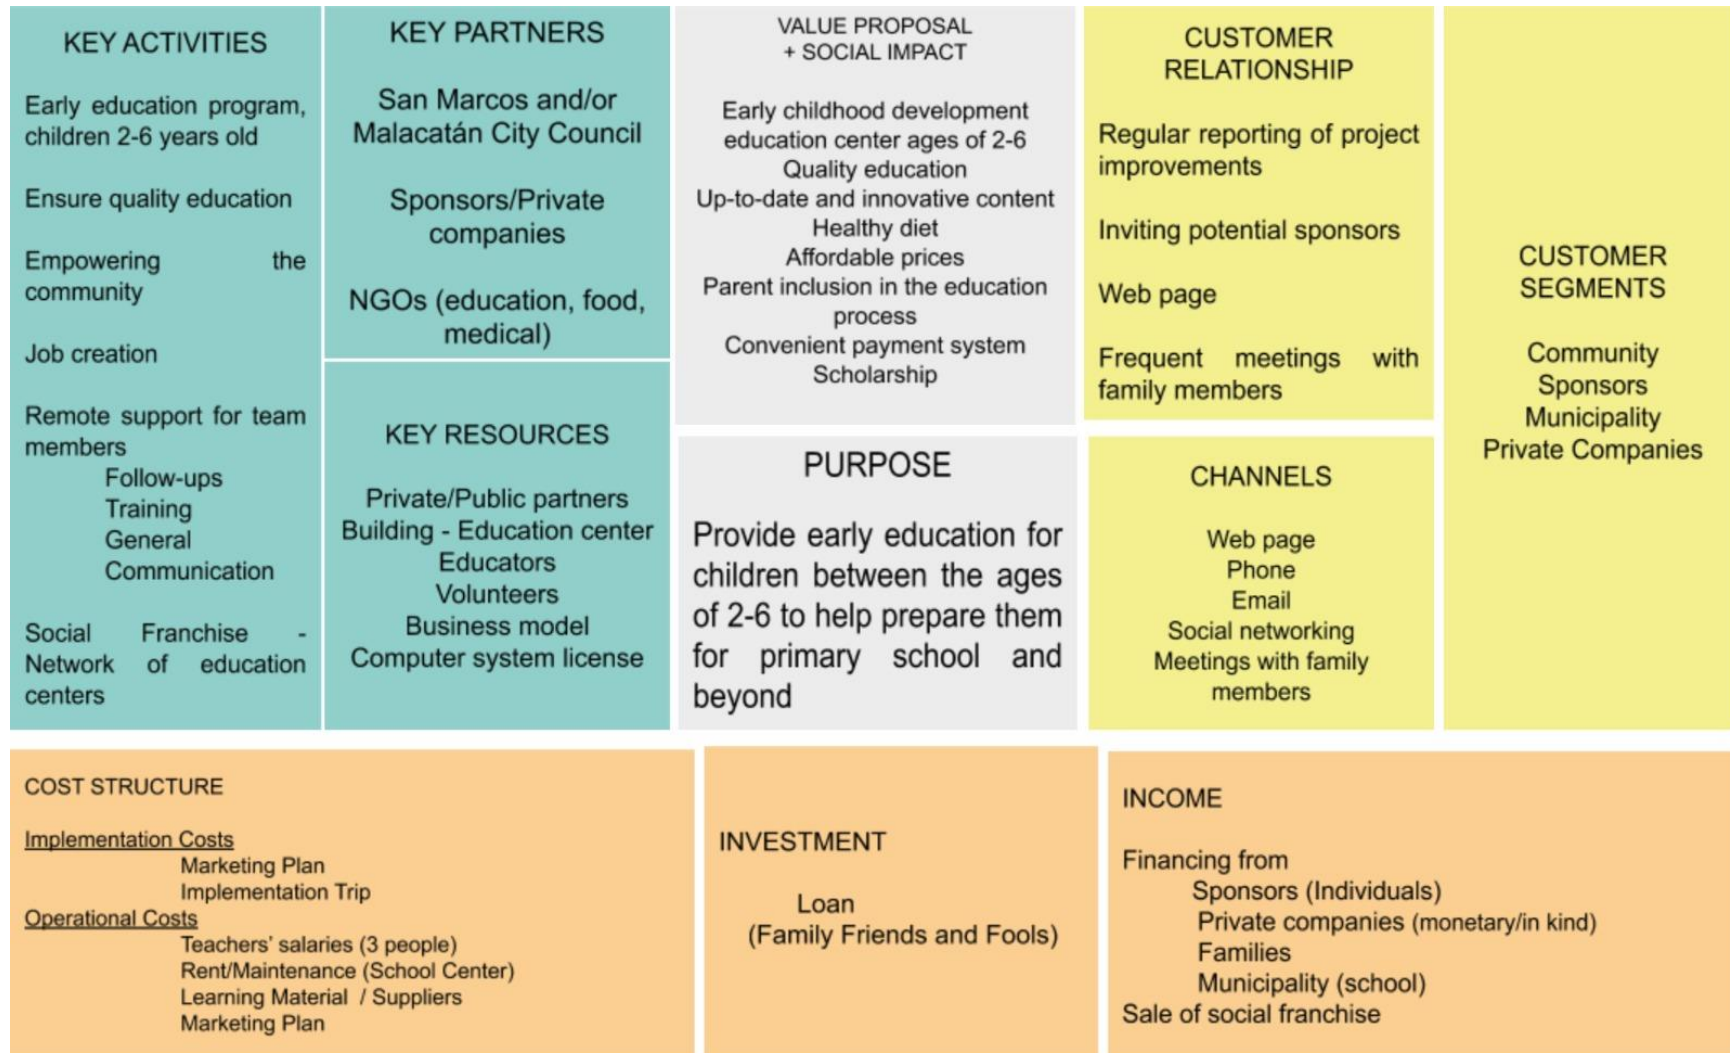 KEY ACTIVITIES
Early education program,
children 2-6 years old
Ensure quality education
Empowering the
community
Job creation
Remote support for team
members
Follow-ups
Training
General
Communication
Social Franchise -
Network of education
centers
KEY PARTNERS
San Marcos and/or
Malacatán City Council
Sponsors/Private
companies
NGOs (education, food,
medical)
KEY RESOURCES
Private/Public partners
Building - Education center
Educators
Volunteers
Business model
Computer system license
VALUE PROPOSAL
+ SOCIAL IMPACT
Early childhood development
education center ages of 2-6
Quality education
Up-to-date and innovative content
Healthy diet
Affordable prices
Parent inclusion in the education
process
Convenient payment system
Scholarship
PURPOSE
Provide early education for
children between the ages
of 2-6 to help prepare them
for primary school and
beyond
CUSTOMER
RELATIONSHIP
Regular reporting of project
improvements
Inviting potential sponsors
Web page
Frequent meetings with
family members
CHANNELS
Web page
Phone
Email
Social networking
Meetings with family
members
CUSTOMER
SEGMENTS
Community
Sponsors
Municipality
Private Companies
COST STRUCTURE
Implementation Costs
Marketing Plan
Implementation Trip
Operational Costs
Teachers' salaries (3 people)
Rent/Maintenance (School Center)
Learning Material / Suppliers
Marketing Plan
INVESTMENT
Loan
(Family Friends and Fools)
INCOME
Financing from
Sponsors (Individuals)
Private companies (monetary/in kind)
Families
Municipality (school)
Sale of social franchise